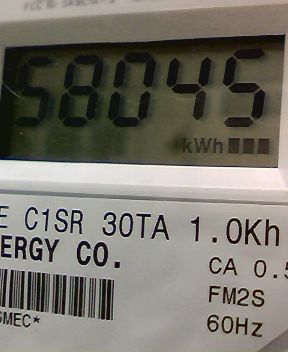 58045
kWh
E C1SR 30TA 1.0Kh
ERGY CO.
CA 0.5
FM2S
60Hz
SMEC*